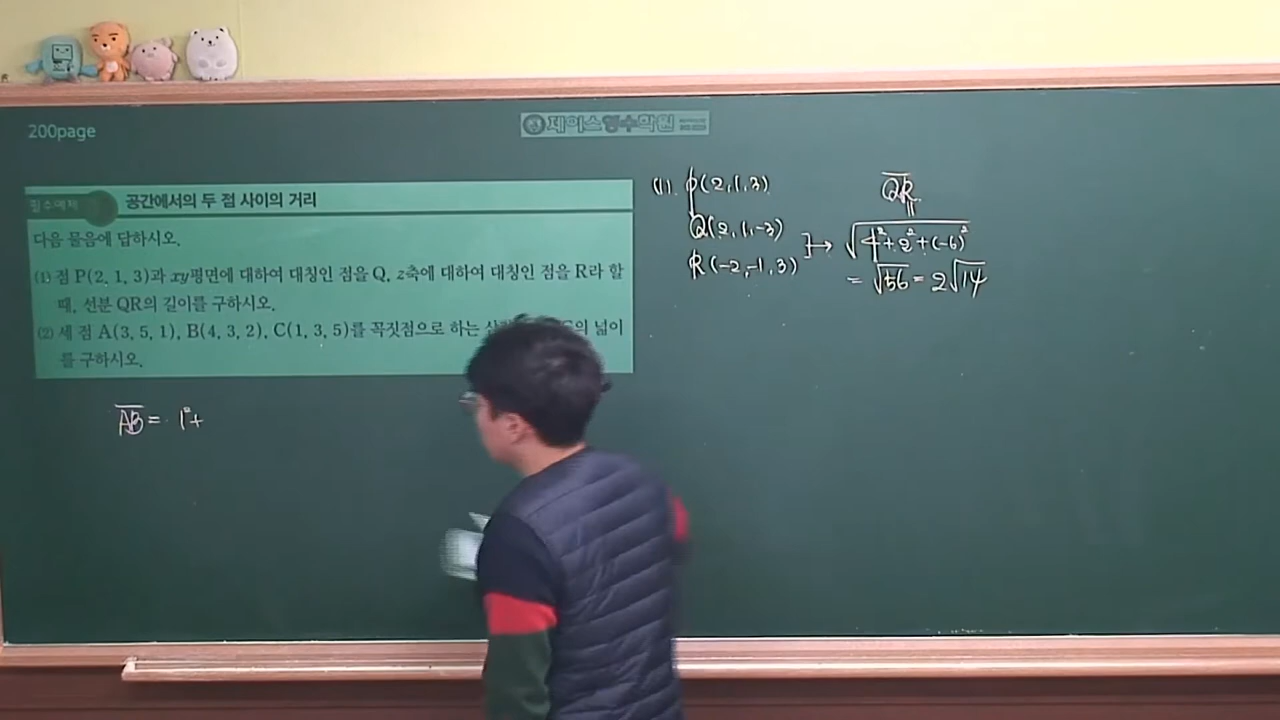 200page
제이스영수학원
필수예제
공간에서의 두 점 사이의 거리
다음 물음에 답하시오.
(1) 점 P(2, 1, 3)과 xy평면에 대하여 대칭인 점을 Q, z축에 대하여 대칭인 점을 R라 할
때, 선분 QR의 길이를 구하시오.
(2) 세 점 A(3, 5, 1), B(4, 3, 2), C(1, 3, 5)를 꼭짓점으로 하는 의 넓이
를 구하시오.
AB = 1²+
(1). P(2,1,3)
Q(2,1,-3)
R(-2,-1,3)
QR
→ √4²+2²+(-6)²
= √56 = 2√14